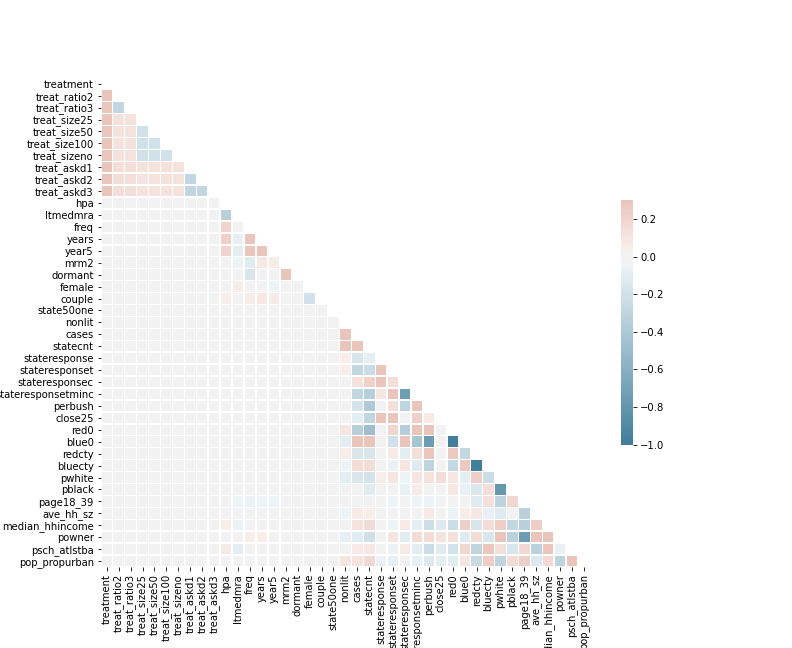 treatment
treat_ratio2
treat_ratio3
treat_size25
treat_size50
treat_size100
treat_sizeno
treat_askd1
treat_askd2
treat_askd3
hpa
ltmedmra
freq
years
year5
mrm2
dormant
female
couple
state50one
nonlit
cases
statecnt
stateresponse
stateresponset
stateresponsec
stateresponsetminc
perbush
close25
red0
blue0
redcty
bluecty
pwhite
pblack
page18_39
ave_hh_sz
median_hhincome
powner
psch_atlstba
pop_propurban
0.2
0.0
−0.2
−0.4
−0.6
−0.8
−1.0
treatment
treat_ratio2
treat_ratio3
treat_size25
treat_size50
treat_size100
treat_sizeno
treat_askd1
treat_askd2
treat_askd3
hpa
ltmedmra
freq
years
year5
mrm2
dormant
female
couple
state50one
nonlit
cases
statecnt
stateresponse
stateresponset
stateresponsec
responsetminc
perbush
close25
red0
blue0
redcty
bluecty
pwhite
pblack
page18_39
ave_hh_sz
dian_hhincome
powner
psch_atlstba
pop_propurban